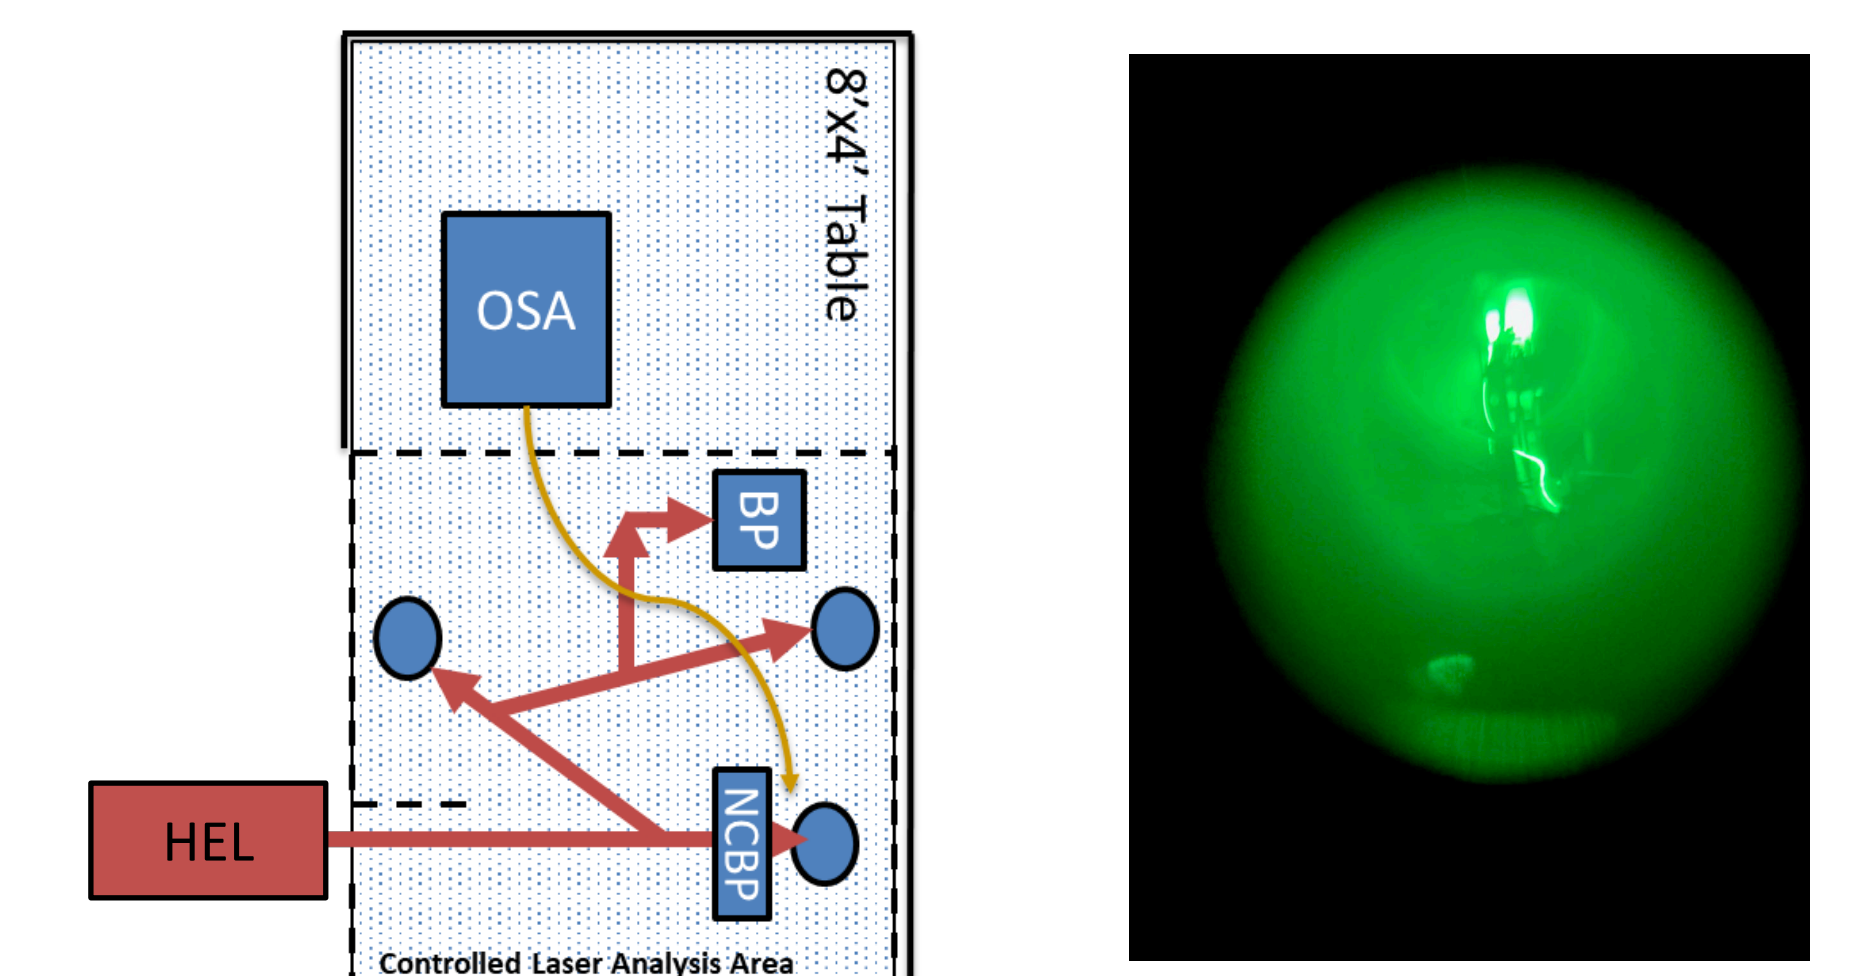 8’x4’ Table
OSA
BP
NCBP
HEL
Controlled Laser Analysis Area